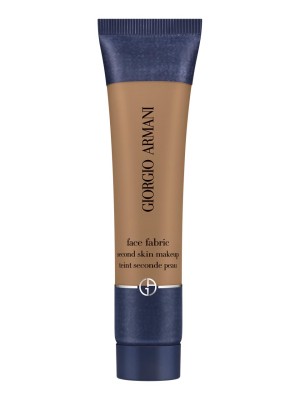 GIORGIO ARMANI
face fabric
second skin makeup
teint seconde peau